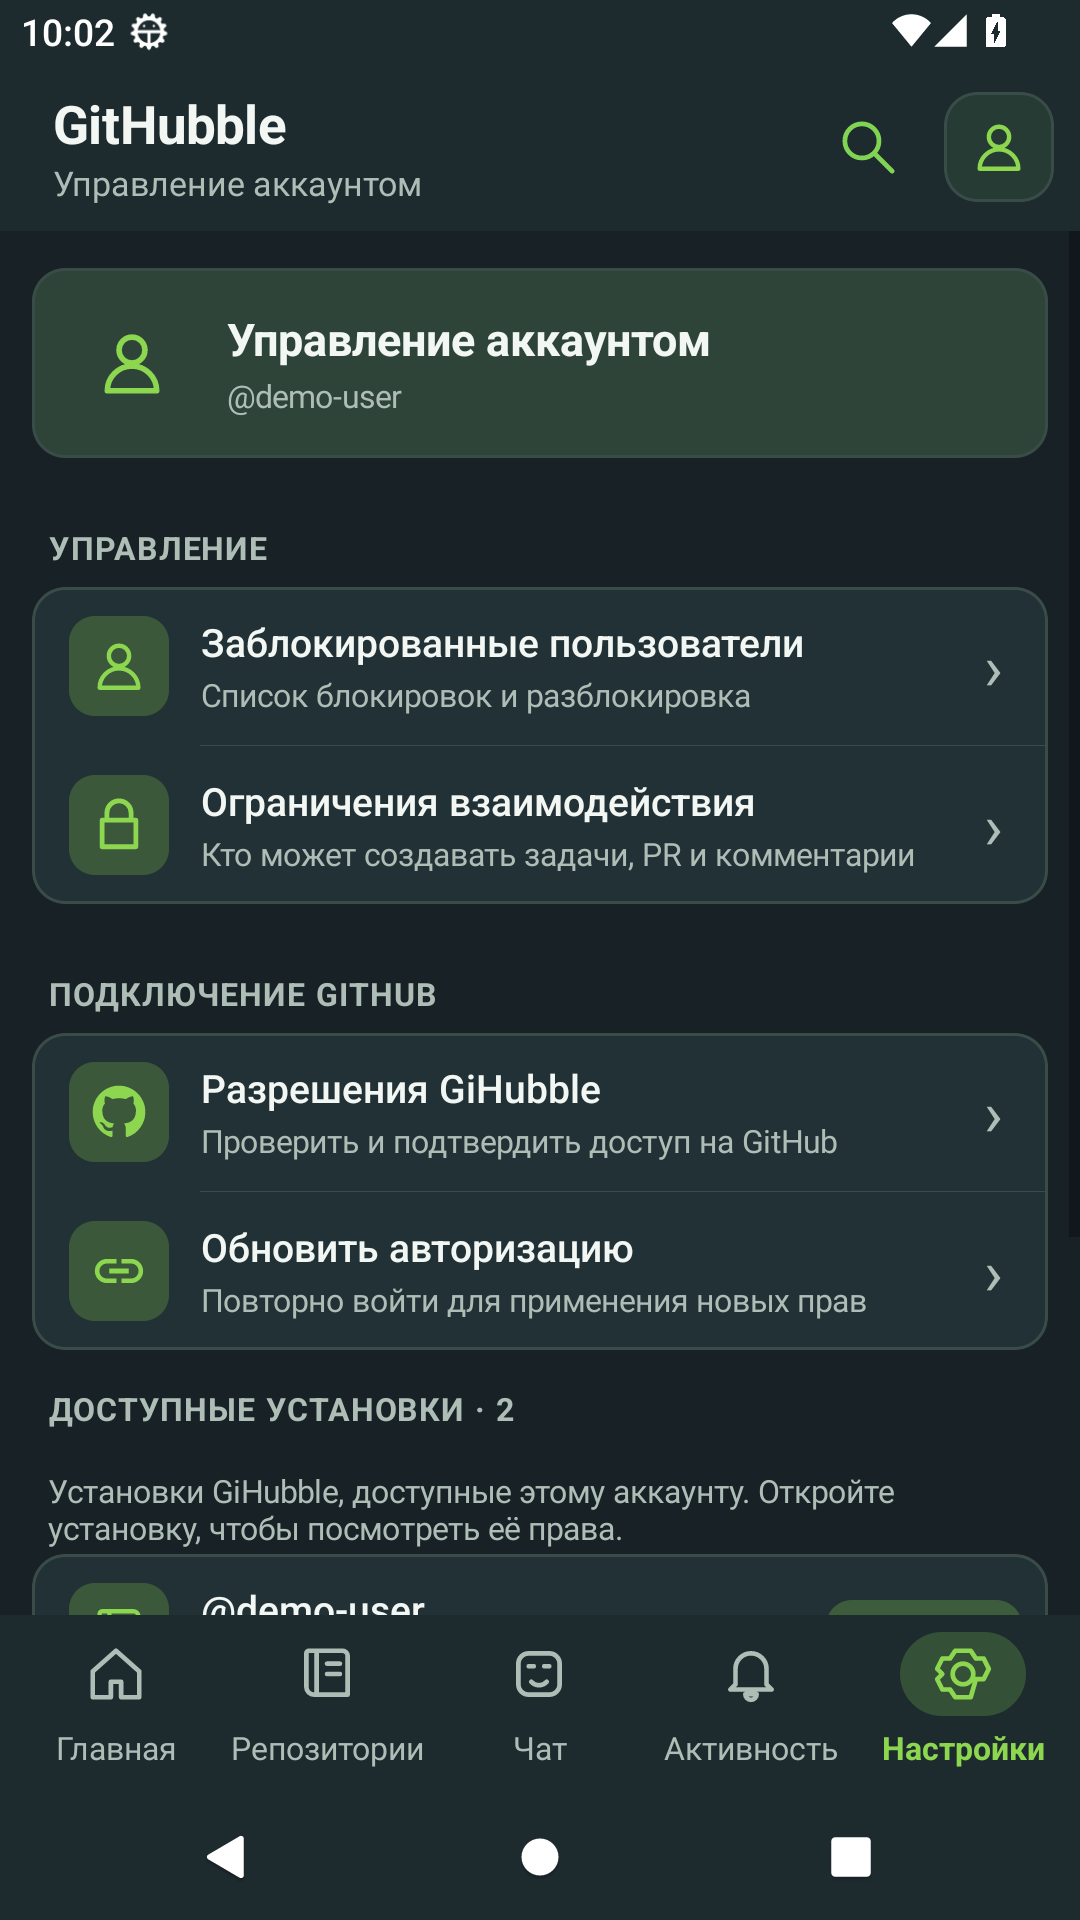 10:02
GitHubble
Управление аккаунтом
Управление аккаунтом
@demo-user
УПРАВЛЕНИЕ
Заблокированные пользователи
Список блокировок и разблокировка
Ограничения взаимодействия
Кто может создавать задачи, PR и комментарии
ПОДКЛЮЧЕНИЕ GITHUB
Разрешения GiHubble
Проверить и подтвердить доступ на GitHub
Обновить авторизацию
Повторно войти для применения новых прав
ДОСТУПНЫЕ УСТАНОВКИ · 2
Установки GiHubble, доступные этому аккаунту. Откройте
установку, чтобы посмотреть её права.
@demo-user
Главная
Репозитории
Чат
Активность
Настройки